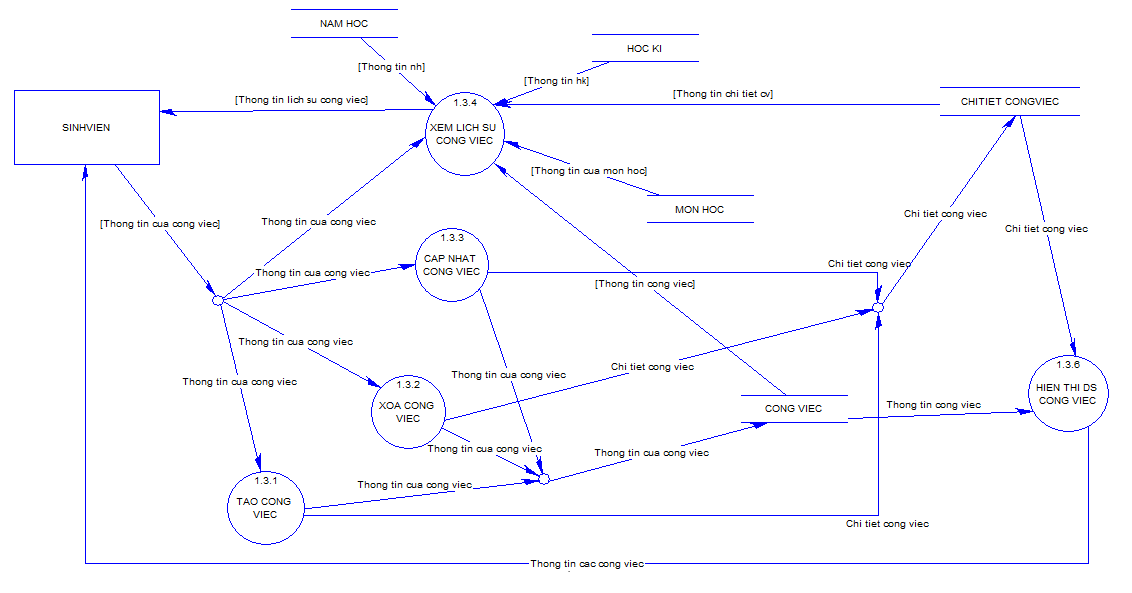 NAM HOC
HOC KI
[Thong tin nh]
[Thong tin hk]
1.3.4
XEM LICH SU
CONG VIEC
[Thong tin lich su cong viec]
[Thong tin chi tiet cv]
CHITIET CONGVIEC
SINHVIEN
[Thong tin cua mon hoc]
MON HOC
[Thong tin cua cong viec]
Thong tin cua cong viec
Chi tiet cong viec
Chi tiet cong viec
1.3.3
CAP NHAT
CONG VIEC
Thong tin cua cong viec
Chi tiet cong viec
[Thong tin cong viec]
Thong tin cua cong viec
Chi tiet cong viec
1.3.6
HIEN THI DS
CONG VIEC
Thong tin cua cong viec
Thong tin cua cong viec
1.3.2
XOA CONG
VIEC
CONG VIEC
Thong tin cong viec
Thong tin cua cong viec
Thong tin cua cong viec
1.3.1
TAO CONG
VIEC
Thong tin cua cong viec
Chi tiet cong viec
Thong tin cac cong viec